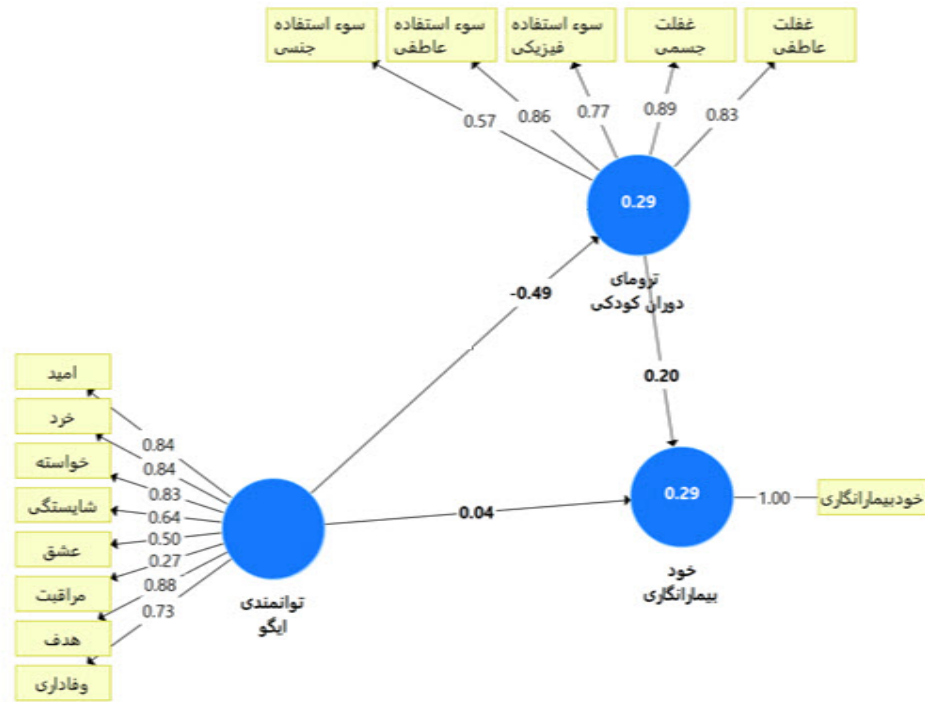 سوء استفاده
جنسی
سوء استفاده
عاطفی
سوء استفاده
فیزیکی
غفلت
جسمی
غفلت
عاطفی
0.57
0.86
0.77
0.89
0.83
0.29
ترومای
دوران کودکی
-0.49
0.20
امید
خرد
خواسته
شایستگی
عشق
مراقبت
هدف
وفاداری
0.84
0.84
0.83
0.64
0.50
0.27
0.88
0.73
توانمندی
ایگو
0.04
0.29
خود
بیمارانگاری
1.00
خودبیمارانگاری